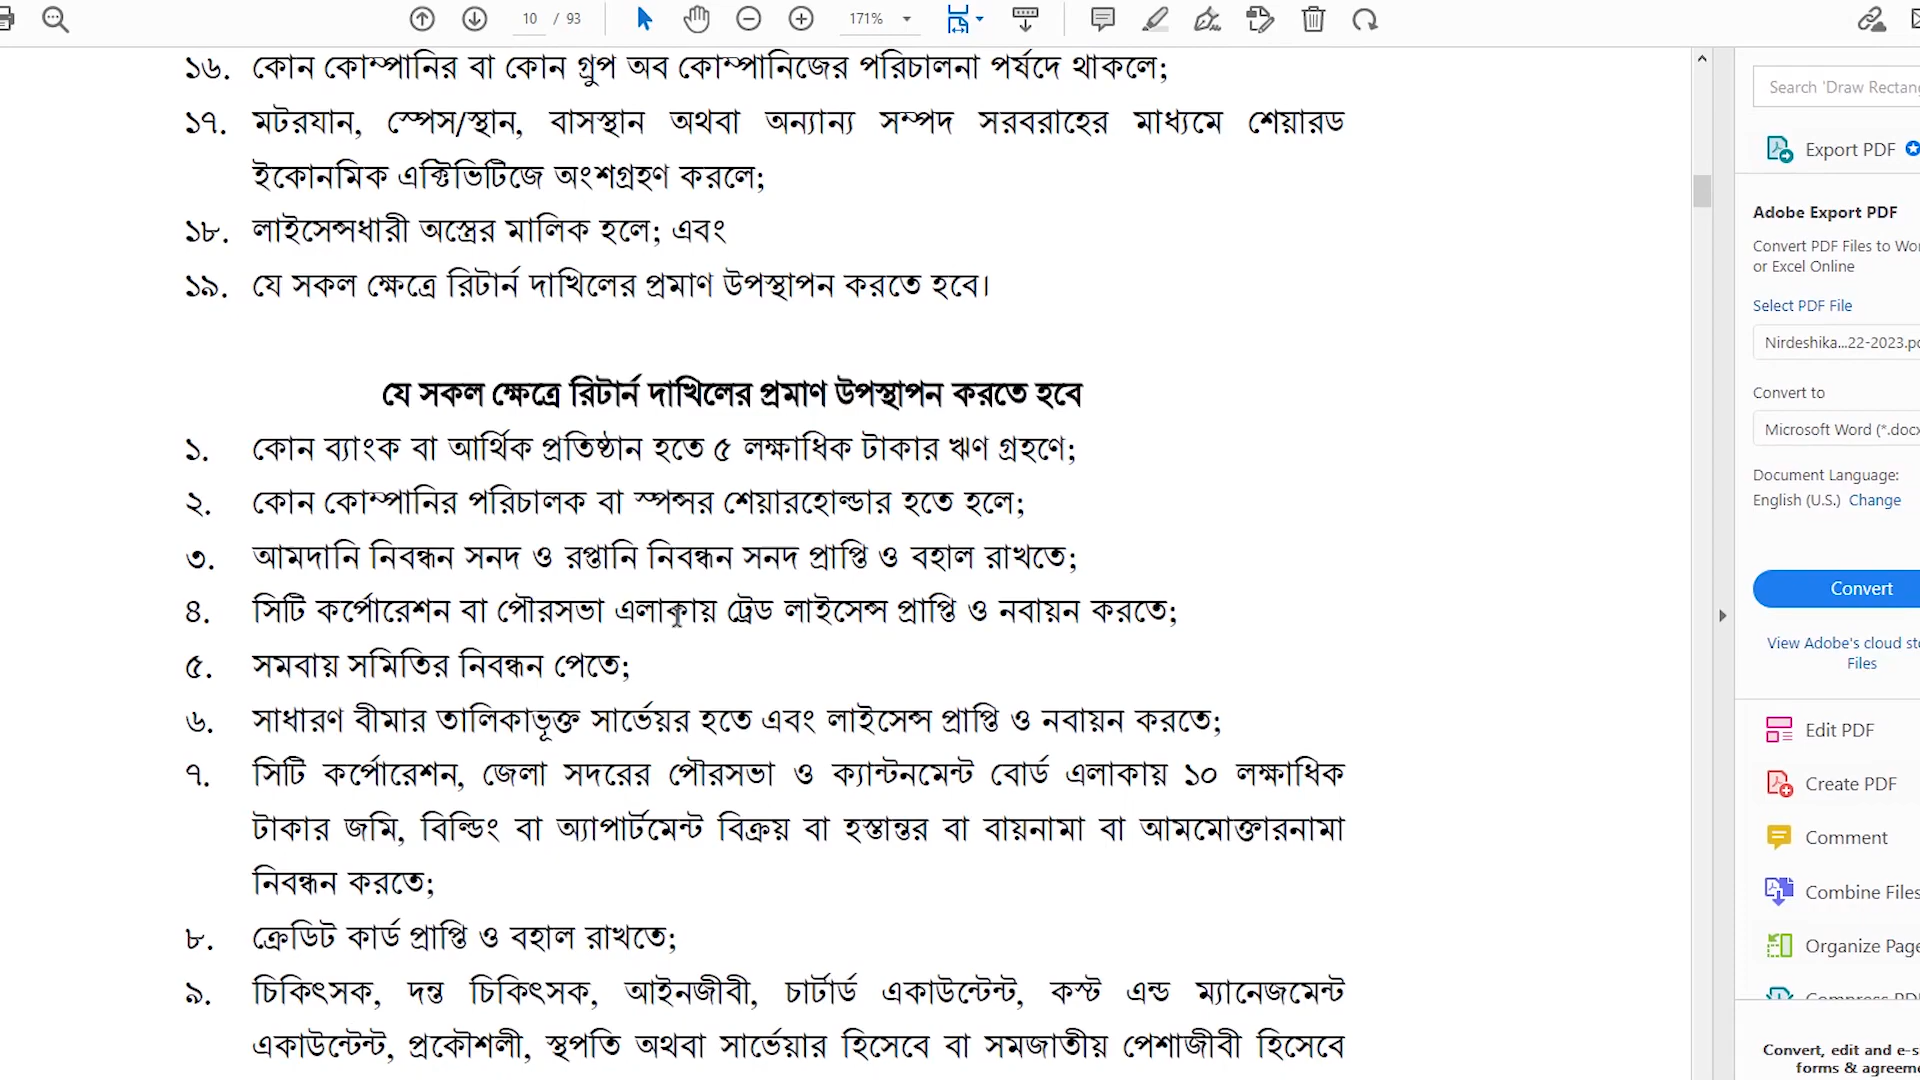 10 / 93
171%
১৬. কোন কোম্পানির বা কোন গ্রুপ অব কোম্পানিজের পরিচালনা পর্ষদে থাকলে;
১৭. মটরযান, স্পেস/স্থান, বাসস্থান অথবা অন্যান্য সম্পদ সরবরাহের মাধ্যমে শেয়ারড
ইকোনমিক এক্টিভিটিজে অংশগ্রহণ করলে;
১৮. লাইসেন্সধারী অস্ত্রের মালিক হলে; এবং
১৯. যে সকল ক্ষেত্রে রিটার্ন দাখিলের প্রমাণ উপস্থাপন করতে হবে।
যে সকল ক্ষেত্রে রিটার্ন দাখিলের প্রমাণ উপস্থাপন করতে হবে
১. কোন ব্যাংক বা আর্থিক প্রতিষ্ঠান হতে ৫ লক্ষাধিক টাকার ঋণ গ্রহণে;
২. কোন কোম্পানির পরিচালক বা স্পন্সর শেয়ারহোল্ডার হতে হলে;
৩. আমদানি নিবন্ধন সনদ ও রপ্তানি নিবন্ধন সনদ প্রাপ্তি ও বহাল রাখতে;
৪. সিটি কর্পোরেশন বা পৌরসভা এলাকায় ট্রেড লাইসেন্স প্রাপ্তি ও নবায়ন করতে;
৫. সমবায় সমিতির নিবন্ধন পেতে;
৬. সাধারণ বীমার তালিকাভূক্ত সার্ভেয়র হতে এবং লাইসেন্স প্রাপ্তি ও নবায়ন করতে;
৭. সিটি কর্পোরেশন, জেলা সদরের পৌরসভা ও ক্যান্টনমেন্ট বোর্ড এলাকায় ১০ লক্ষাধিক
টাকার জমি, বিল্ডিং বা অ্যাপার্টমেন্ট বিক্রয় বা হস্তান্তর বা বায়নামা বা আমমোক্তারনামা
নিবন্ধন করতে;
৮. ক্রেডিট কার্ড প্রাপ্তি ও বহাল রাখতে;
৯. চিকিৎসক, দন্ত চিকিৎসক, আইনজীবী, চার্টার্ড একাউন্টেন্ট, কস্ট এন্ড ম্যানেজমেন্ট
একাউন্টেন্ট, প্রকৌশলী, স্থপতি অথবা সার্ভেয়ার হিসেবে বা সমজাতীয় পেশাজীবী হিসেবে
Search 'Draw Rectang
Export PDF
Adobe Export PDF
Convert PDF Files to Wor
or Excel Online
Select PDF File
Nirdeshika...22-2023.pd
Convert to
Microsoft Word (*.docx
Document Language:
English (U.S.) Change
Convert
View Adobe's cloud sto
Files
Edit PDF
Create PDF
Comment
Combine Files
Organize Page
Compress PD
Convert, edit and e-s
forms & agreeme